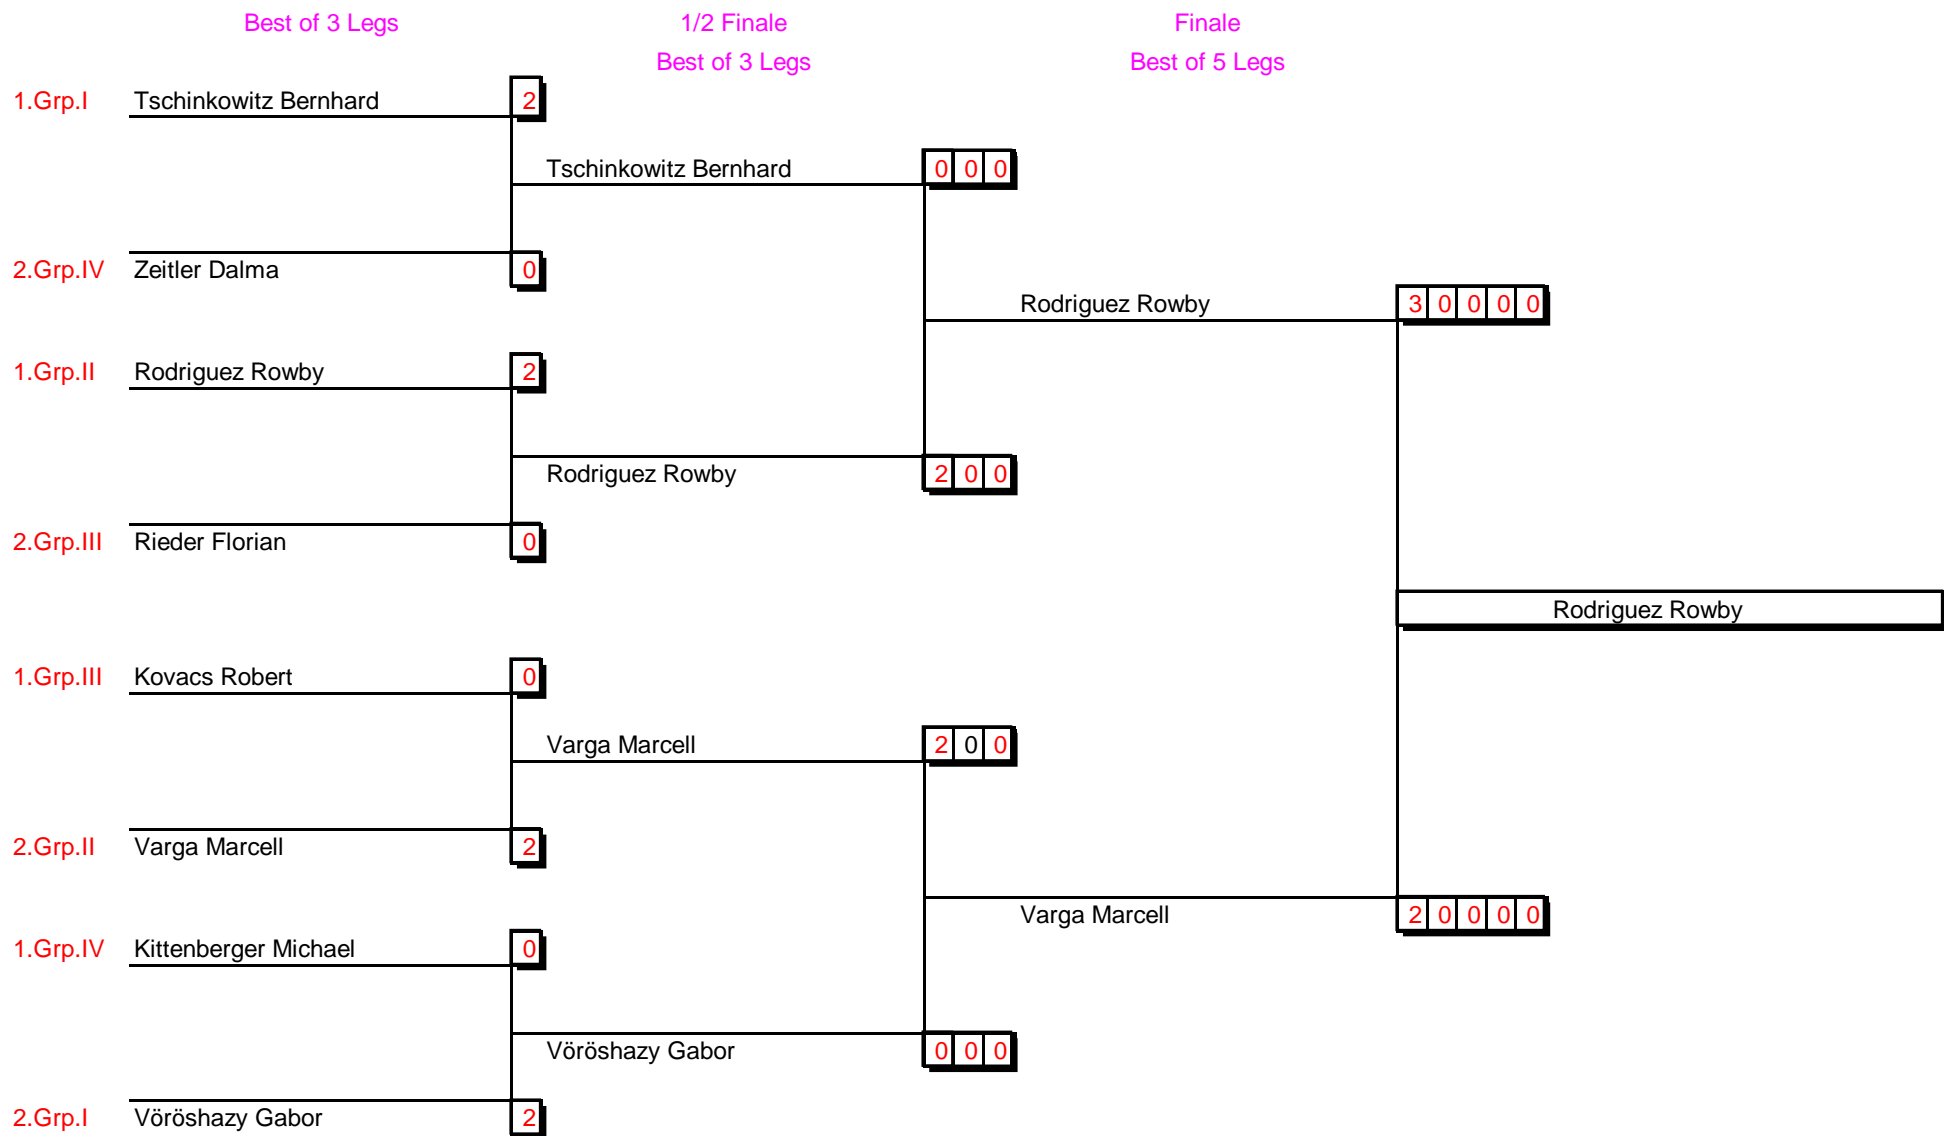 Best of 3 Legs 1/2 Finale Finale
Best of 3 Legs Best of 5 Legs
1.Grp.I Tschinkowitz Bernhard 2
Tschinkowitz Bernhard 0 0 0
2.Grp.IV Zeitler Dalma 0
Rodriguez Rowby 3 0 0 0 0
1.Grp.II Rodriguez Rowby 2
Rodriguez Rowby 2 0 0
2.Grp.III Rieder Florian 0
Rodriguez Rowby
1.Grp.III Kovacs Robert 0
Varga Marcell 2 0 0
2.Grp.II Varga Marcell 2
Varga Marcell 2 0 0 0 0
1.Grp.IV Kittenberger Michael 0
Vöröshazy Gabor 0 0 0
2.Grp.I Vöröshazy Gabor 2